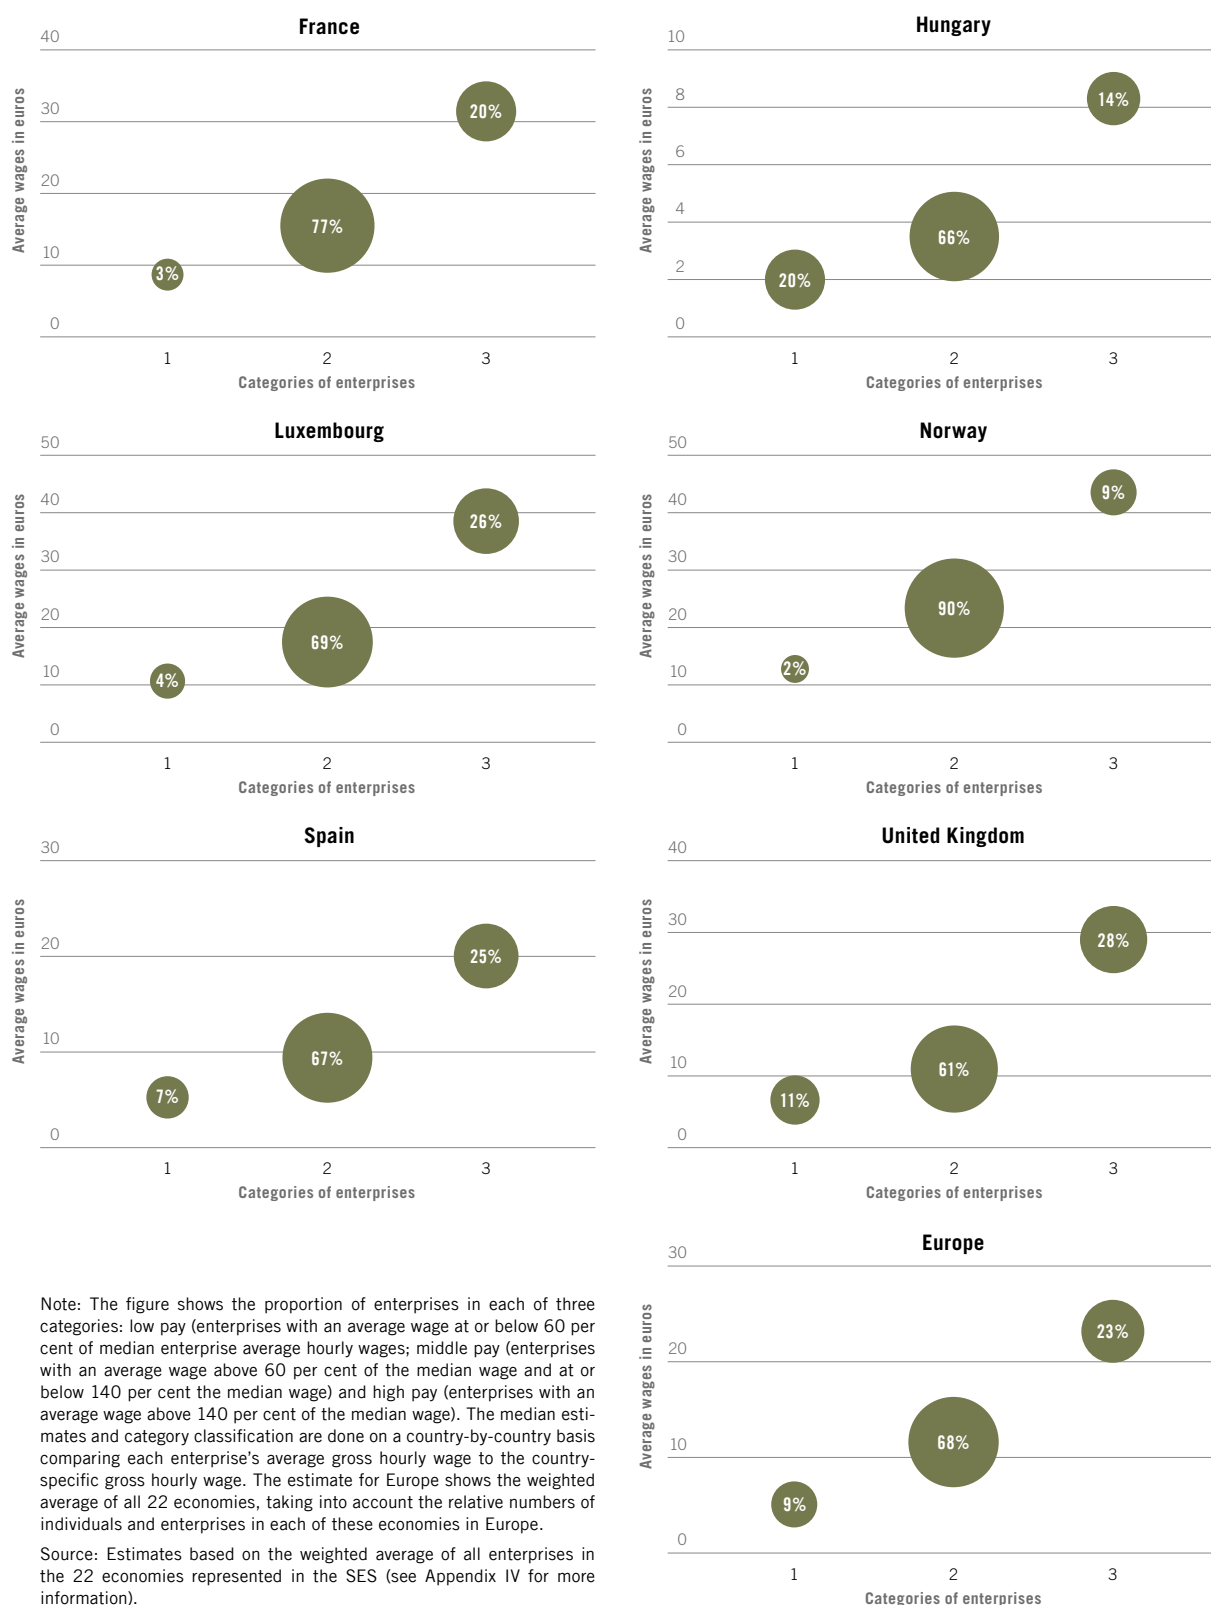 France
Average wages in euros
40
30
20
10
0
20%
77%
3%
1 2 3
Categories of enterprises
Hungary
Average wages in euros
10
8
6
4
2
0
14%
66%
20%
1 2 3
Categories of enterprises
Luxembourg
Average wages in euros
50
40
30
20
10
0
26%
69%
4%
1 2 3
Categories of enterprises
Norway
Average wages in euros
50
40
30
20
10
0
9%
90%
2%
1 2 3
Categories of enterprises
Spain
Average wages in euros
30
20
10
0
25%
67%
7%
1 2 3
Categories of enterprises
United Kingdom
Average wages in euros
40
30
20
10
0
28%
61%
11%
1 2 3
Categories of enterprises
Europe
Average wages in euros
30
20
10
0
23%
68%
9%
1 2 3
Categories of enterprises
Note: The figure shows the proportion of enterprises in each of three
categories: low pay (enterprises with an average wage at or below 60 per
cent of median enterprise average hourly wages; middle pay (enterprises
with an average wage above 60 per cent of the median wage and at or
below 140 per cent the median wage) and high pay (enterprises with an
average wage above 140 per cent of the median wage). The median esti-
mates and category classification are done on a country-by-country basis
comparing each enterprise's average gross hourly wage to the country-
specific gross hourly wage. The estimate for Europe shows the weighted
average of all 22 economies, taking into account the relative numbers of
individuals and enterprises in each of these economies in Europe.
Source: Estimates based on the weighted average of all enterprises in
the 22 economies represented in the SES (see Appendix IV for more
information).